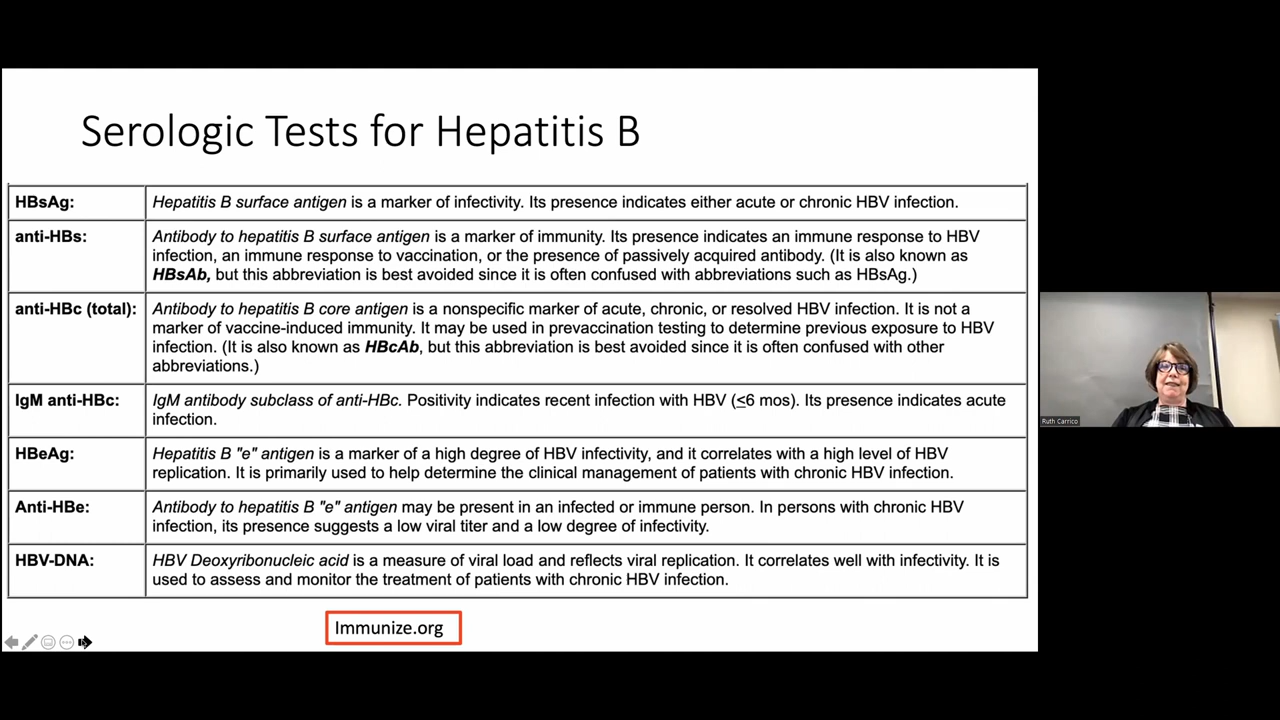 Serologic Tests for Hepatitis B
HBsAg:
Hepatitis B surface antigen is a marker of infectivity. Its presence indicates either acute or chronic HBV infection.
anti-HBs:
Antibody to hepatitis B surface antigen is a marker of immunity. Its presence indicates an immune response to HBV
infection, an immune response to vaccination, or the presence of passively acquired antibody. (It is also known as
HBsAb, but this abbreviation is best avoided since it is often confused with abbreviations such as HBsAg.)
anti-HBc (total):
Antibody to hepatitis B core antigen is a nonspecific marker of acute, chronic, or resolved HBV infection. It is not a
marker of vaccine-induced immunity. It may be used in prevaccination testing to determine previous exposure to HBV
infection. (It is also known as HBcAb, but this abbreviation is best avoided since it is often confused with other
abbreviations.)
IgM anti-HBc:
IgM antibody subclass of anti-HBc. Positivity indicates recent infection with HBV (≤6 mos). Its presence indicates acute
infection.
HBeAg:
Hepatitis B "e" antigen is a marker of a high degree of HBV infectivity, and it correlates with a high level of HBV
replication. It is primarily used to help determine the clinical management of patients with chronic HBV infection.
Anti-HBe:
Antibody to hepatitis B "e" antigen may be present in an infected or immune person. In persons with chronic HBV
infection, its presence suggests a low viral titer and a low degree of infectivity.
HBV-DNA:
HBV Deoxyribonucleic acid is a measure of viral load and reflects viral replication. It correlates well with infectivity. It is
used to assess and monitor the treatment of patients with chronic HBV infection.
Immunize.org
Ruth Carrico